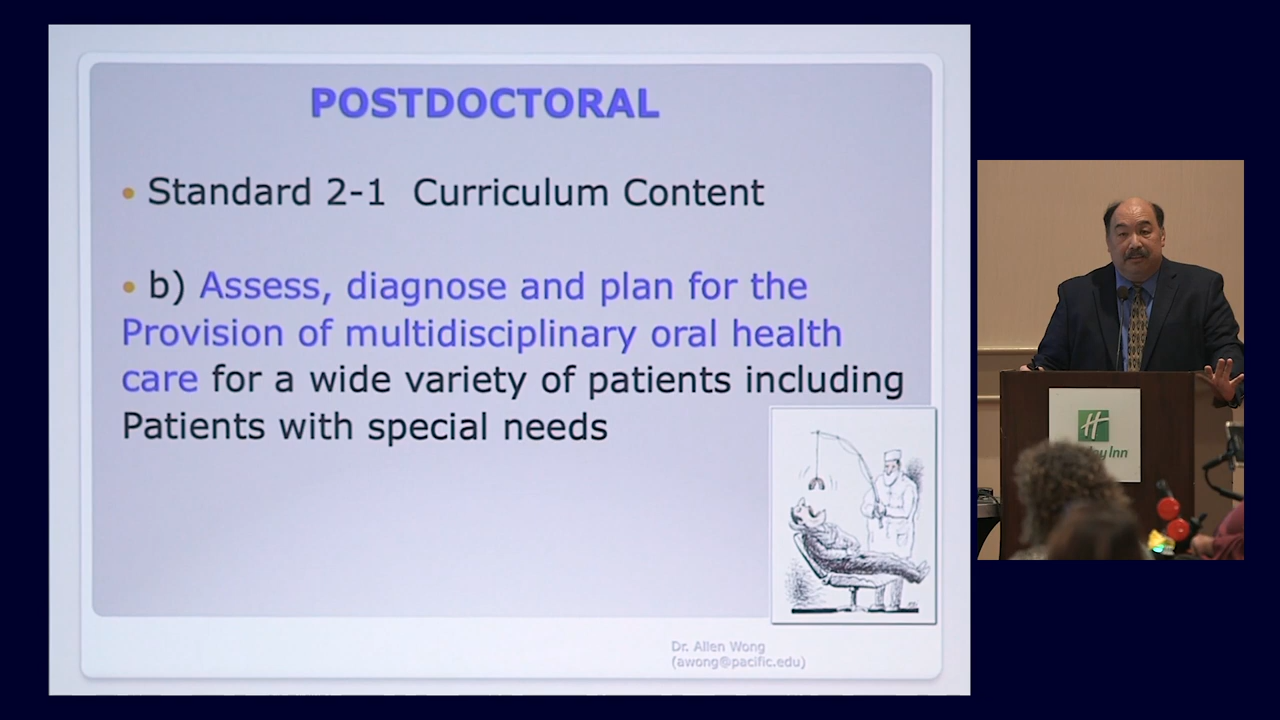 POSTDOCTORAL
• Standard 2-1 Curriculum Content
• b) Assess, diagnose and plan for the
Provision of multidisciplinary oral health
care for a wide variety of patients including
Patients with special needs
Dr. Allen Wong
(awong@pacific.edu)
H
Inn